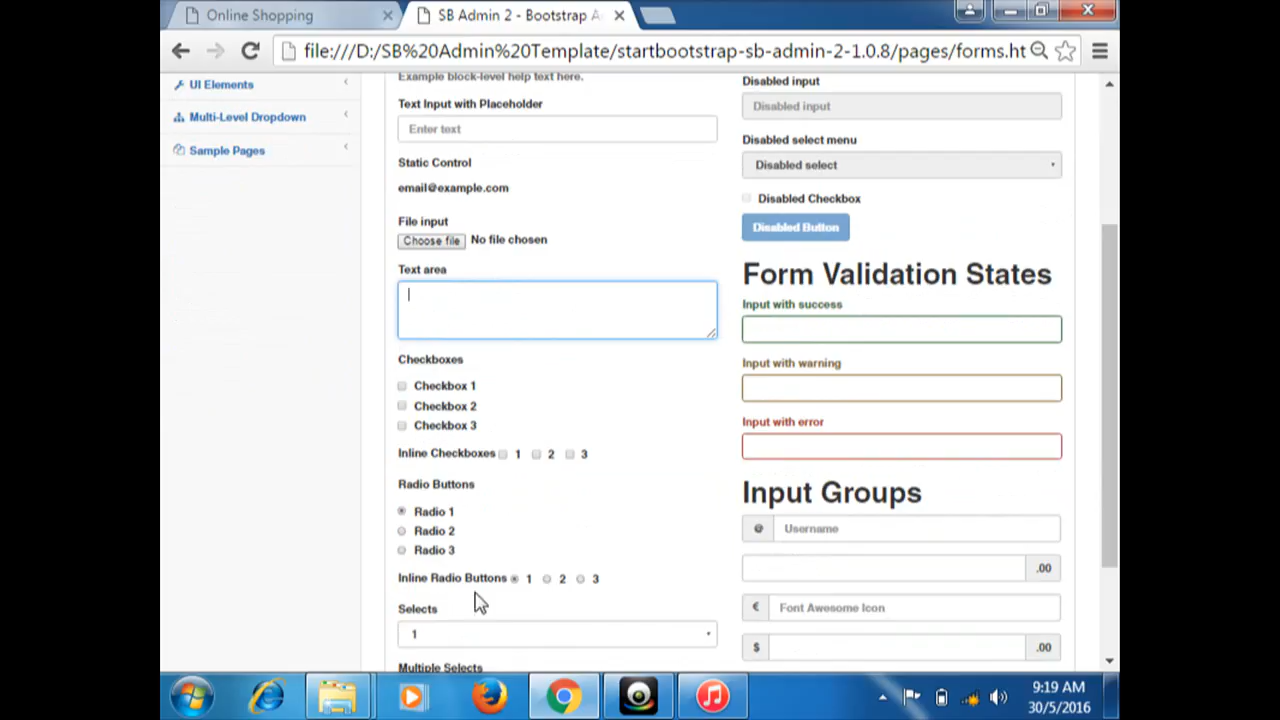 Online Shopping
SB Admin 2 - Bootstrap A
file:///D:/SB%20Admin%20Template/startbootstrap-sb-admin-2-1.0.8/pages/forms.ht
UI Elements
Multi-Level Dropdown
Sample Pages
Example block-level help text here.
Text Input with Placeholder
Enter text
Static Control
email@example.com
File input
Choose file No file chosen
Text area
Checkboxes
Checkbox 1
Checkbox 2
Checkbox 3
Inline Checkboxes 1 2 3
Radio Buttons
Radio 1
Radio 2
Radio 3
Inline Radio Buttons 1 2 3
Selects
1
Multiple Selects
Disabled input
Disabled input
Disabled select menu
Disabled select
Disabled Checkbox
Disabled Button
Form Validation States
Input with success
Input with warning
Input with error
Input Groups
@ Username
.00
€ Font Awesome Icon
$ .00
9:19 AM
30/5/2016